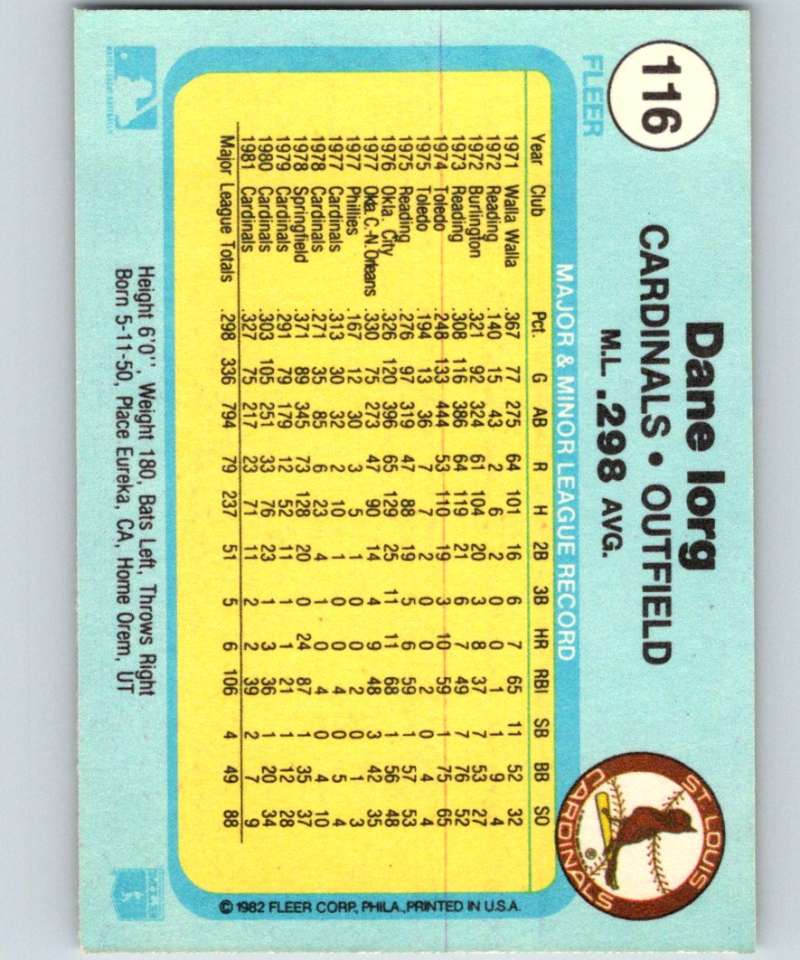 116
FLEER
Dane Iorg
CARDINALS • OUTFIELD
M.L. .298 AVG.
ST. LOUIS
CARDINALS
®
MAJOR & MINOR LEAGUE RECORD
Year Club Pct. G AB R H 2B 3B HR RBI SB BB SO
1971 Walla Walla .367 77 275 64 101 16 6 7 65 11 52 32
1972 Reading .140 15 43 2 6 2 0 0 1 1 9 4
1972 Burlington .321 92 324 61 104 20 3 8 37 7 53 27
1973 Reading .308 116 386 64 119 21 6 7 49 7 76 52
1974 Toledo .248 133 444 53 110 19 3 10 59 1 75 65
1975 Toledo .194 13 36 7 7 2 0 0 2 0 4 4
1975 Reading .276 97 319 47 88 19 5 6 59 1 57 53
1976 Okla. City .326 120 396 65 129 25 11 11 68 1 56 48
1977 Okla. C.-N. Orleans .330 75 273 47 90 14 4 9 48 3 42 35
1977 Phillies .167 12 30 3 5 1 0 0 2 0 1 3
1977 Cardinals .313 30 32 2 10 1 0 0 4 0 5 4
1978 Cardinals .271 35 85 6 23 4 1 0 4 0 4 10
1978 Springfield .371 89 345 73 128 20 0 24 87 1 35 37
1979 Cardinals .291 79 179 12 52 11 1 1 21 1 12 28
1980 Cardinals .303 105 251 33 76 23 1 3 36 1 20 34
1981 Cardinals .327 75 217 23 71 11 2 2 39 2 7 9
Major League Totals .298 336 794 79 237 51 5 6 106 4 49 88
© 1982 FLEER CORP., PHILA., PRINTED IN U.S.A.
Height 6'0", Weight 180, Bats Left, Throws Right
Born 5-11-50, Place Eureka, CA, Home Orem, UT